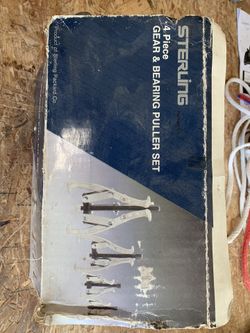 STERLING
4 Piece
GEAR & BEARING PULLER SET